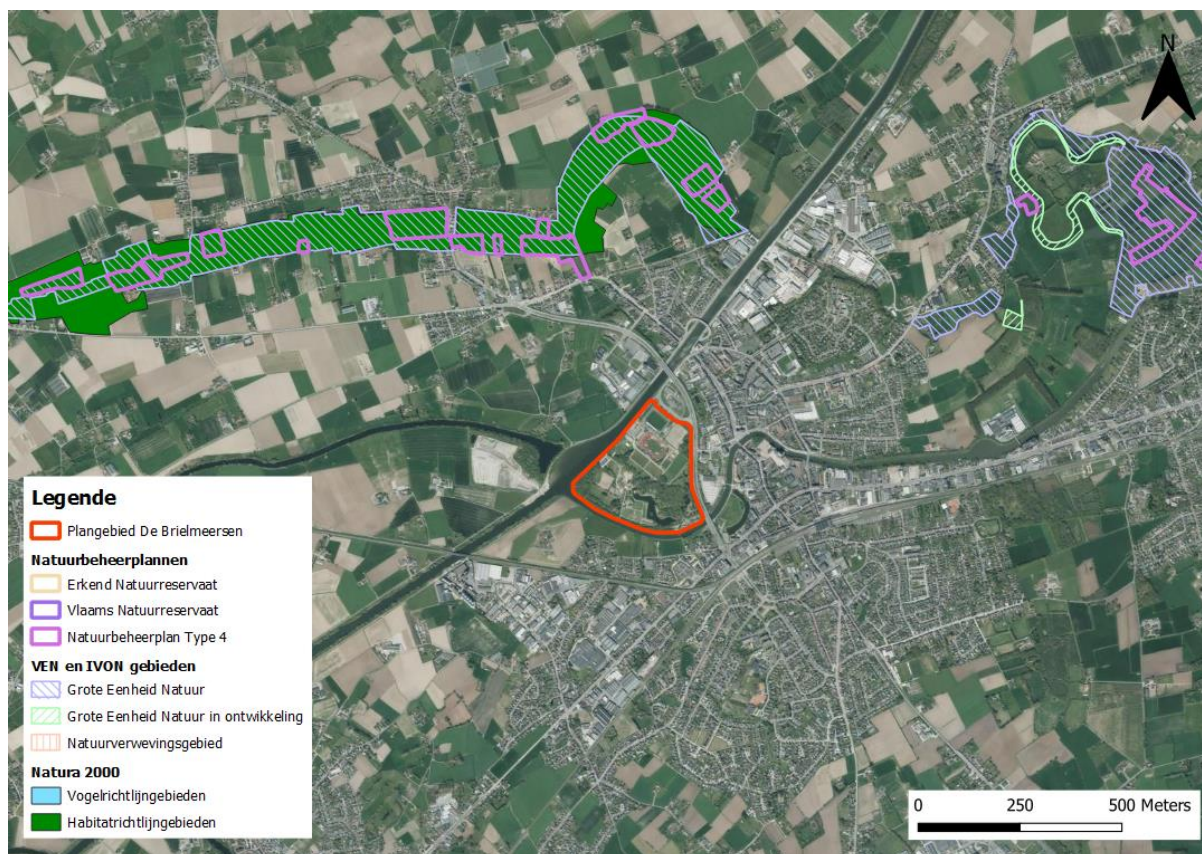 N
Legende
Plangebied De Brielmeersen
Natuurbeheerplannen
Erkend Natuurreservaat
Vlaams Natuurreservaat
Natuurbeheerplan Type 4
VEN en IVON gebieden
Grote Eenheid Natuur
Grote Eenheid Natuur in ontwikkeling
Natuurverwevingsgebied
Natura 2000
Vogelrichtlijngebieden
Habitatrichtlijngebieden
0 250 500 Meters